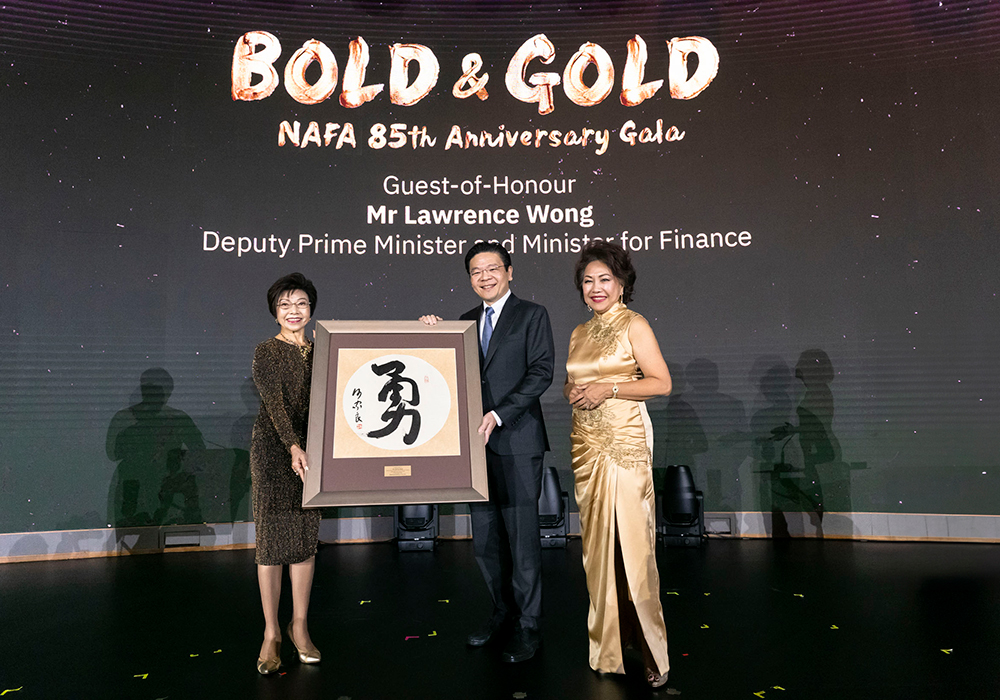 BOLD & GOLD
NAFA 85th Anniversary Gala
Guest-of-Honour
Mr Lawrence Wong
Deputy Prime Minister and Minister for Finance
勇